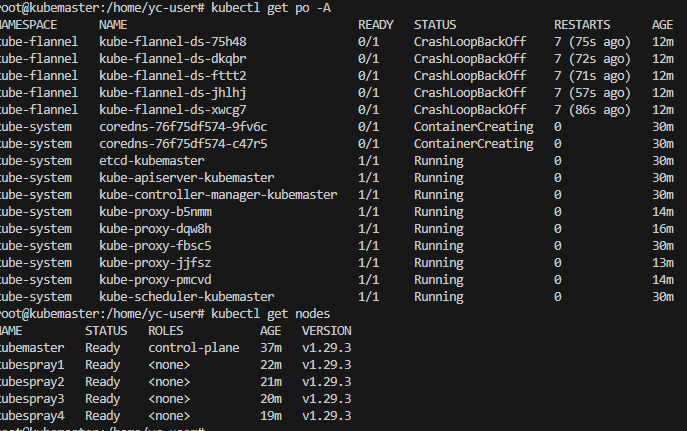 root@kubemaster:/home/yc-user# kubectl get po -A
NAMESPACE NAME READY STATUS RESTARTS AGE
kube-flannel kube-flannel-ds-75h48 0/1 CrashLoopBackOff 7 (75s ago) 12m
kube-flannel kube-flannel-ds-dkqbr 0/1 CrashLoopBackOff 7 (72s ago) 12m
kube-flannel kube-flannel-ds-fttt2 0/1 CrashLoopBackOff 7 (71s ago) 12m
kube-flannel kube-flannel-ds-jhlhj 0/1 CrashLoopBackOff 7 (57s ago) 12m
kube-flannel kube-flannel-ds-xwcg7 0/1 CrashLoopBackOff 7 (86s ago) 12m
kube-system coredns-76f75df574-9fv6c 0/1 ContainerCreating 0 30m
kube-system coredns-76f75df574-c47r5 0/1 ContainerCreating 0 30m
kube-system etcd-kubemaster 1/1 Running 0 30m
kube-system kube-apiserver-kubemaster 1/1 Running 0 30m
kube-system kube-controller-manager-kubemaster 1/1 Running 0 30m
kube-system kube-proxy-b5nmm 1/1 Running 0 14m
kube-system kube-proxy-dqw8h 1/1 Running 0 16m
kube-system kube-proxy-fbsc5 1/1 Running 0 30m
kube-system kube-proxy-jjfsz 1/1 Running 0 13m
kube-system kube-proxy-pmcvd 1/1 Running 0 14m
kube-system kube-scheduler-kubemaster 1/1 Running 0 30m
root@kubemaster:/home/yc-user# kubectl get nodes
NAME STATUS ROLES AGE VERSION
kubemaster Ready control-plane 37m v1.29.3
kubespray1 Ready <none> 22m v1.29.3
kubespray2 Ready <none> 21m v1.29.3
kubespray3 Ready <none> 20m v1.29.3
kubespray4 Ready <none> 19m v1.29.3
root@kubemaster:/home/yc-user#